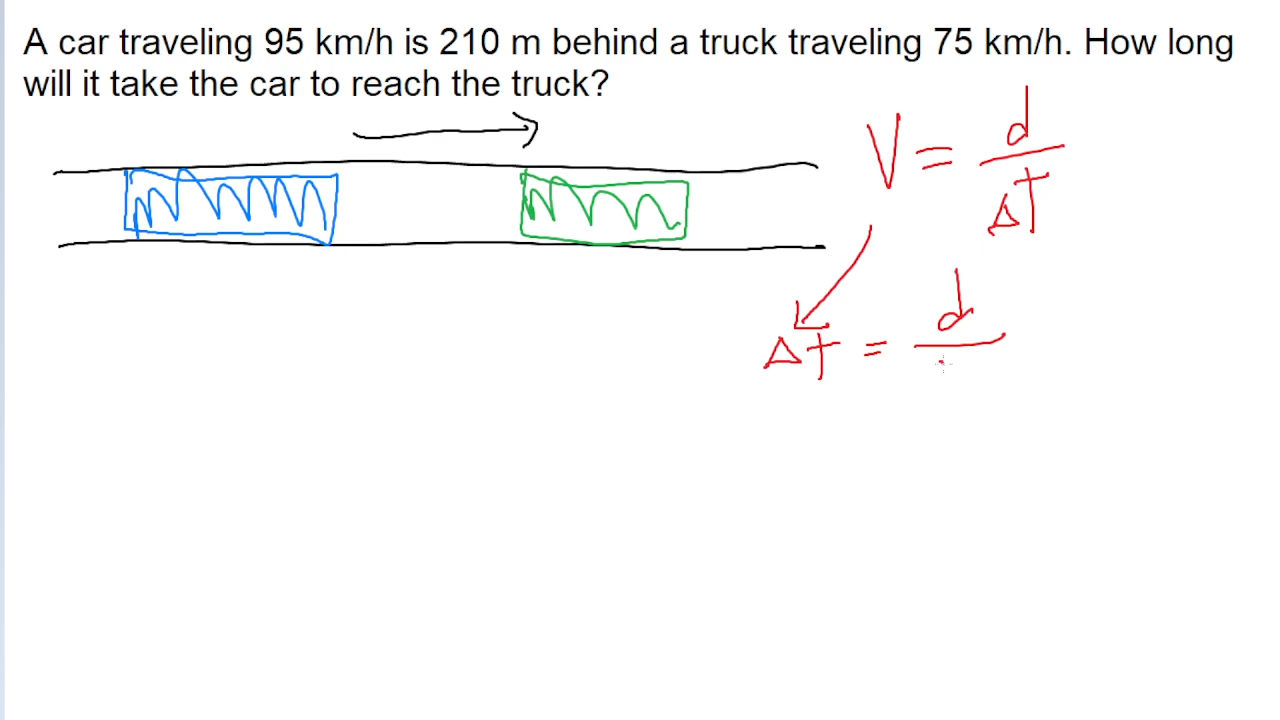 A car traveling 95 km/h is 210 m behind a truck traveling 75 km/h. How long
will it take the car to reach the truck?
V = d
ΔT
ΔT = d